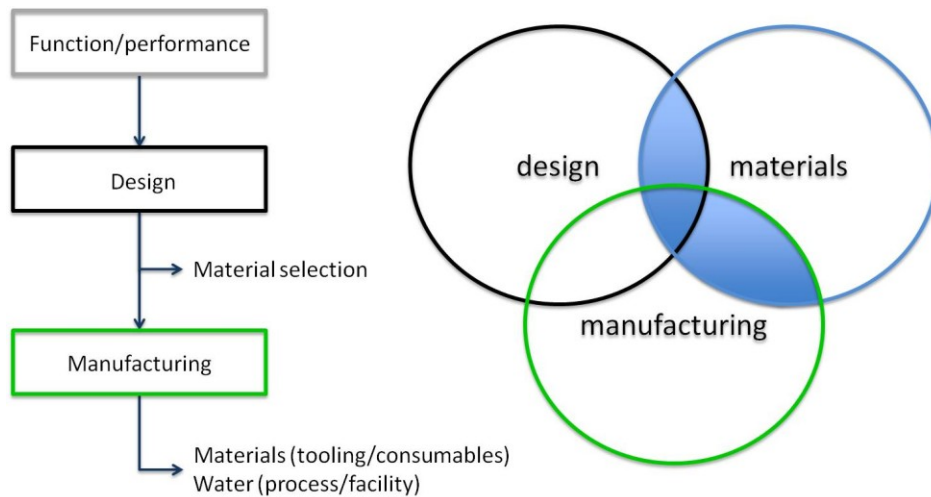 Function/performance
Design
Material selection
Manufacturing
Materials (tooling/consumables)
Water (process/facility)
design
materials
manufacturing